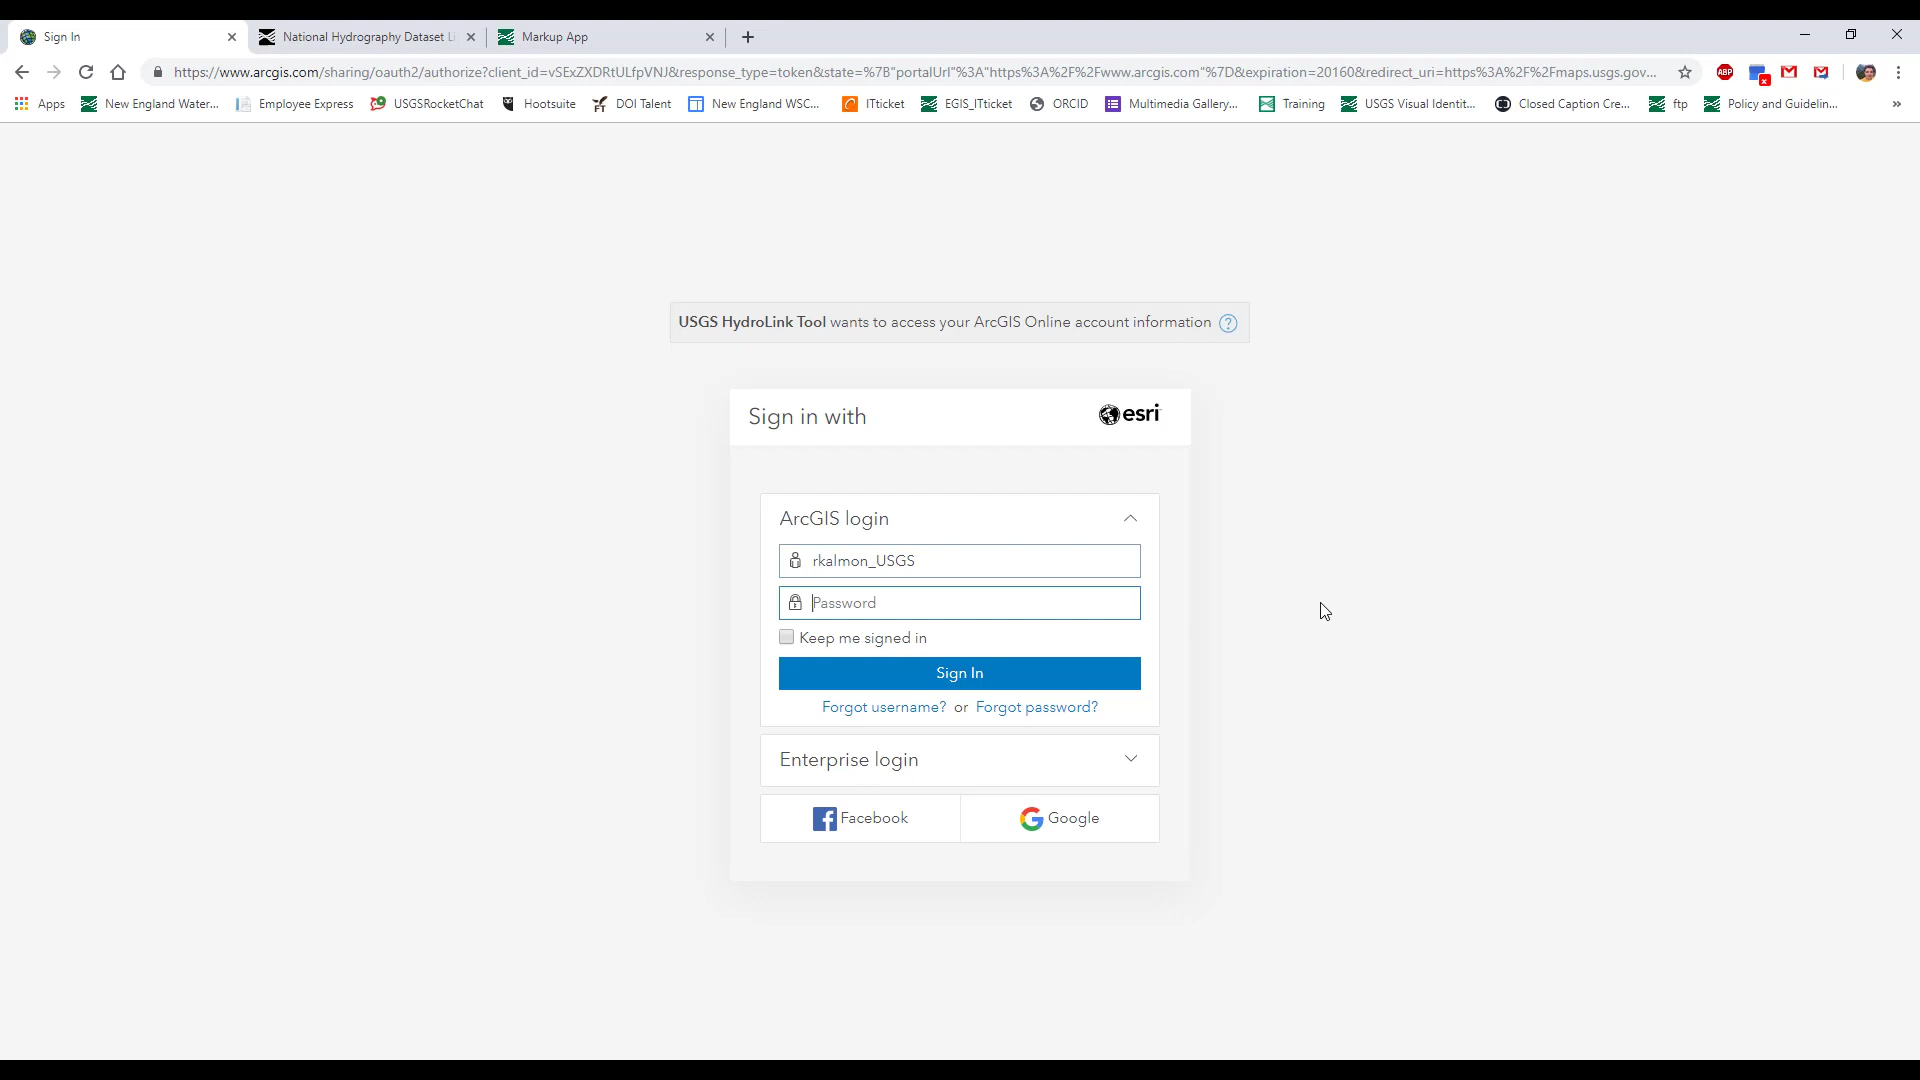 Sign In
National Hydrography Dataset Li
Markup App
https://www.arcgis.com/sharing/oauth2/authorize?client_id=vSExZXDRtULfpVNJ&response_type=token&state=%7B"portalUrl"%3A"https%3A%2F%2Fwww.arcgis.com"%7D&expiration=20160&redirect_uri=https%3A%2F%2Fmaps.usgs.gov...
ABP
Apps
New England Water...
Employee Express
USGSRocketChat
Hootsuite
DOI Talent
New England WSC...
ITticket
EGIS_ITticket
ORCID
Multimedia Gallery...
Training
USGS Visual Identit...
Closed Caption Cre...
ftp
Policy and Guidelin...
»
USGS HydroLink Tool wants to access your ArcGIS Online account information ?
Sign in with
esri
ArcGIS login
rkalmon_USGS
Password
Keep me signed in
Sign In
Forgot username? or Forgot password?
Enterprise login
Facebook
Google